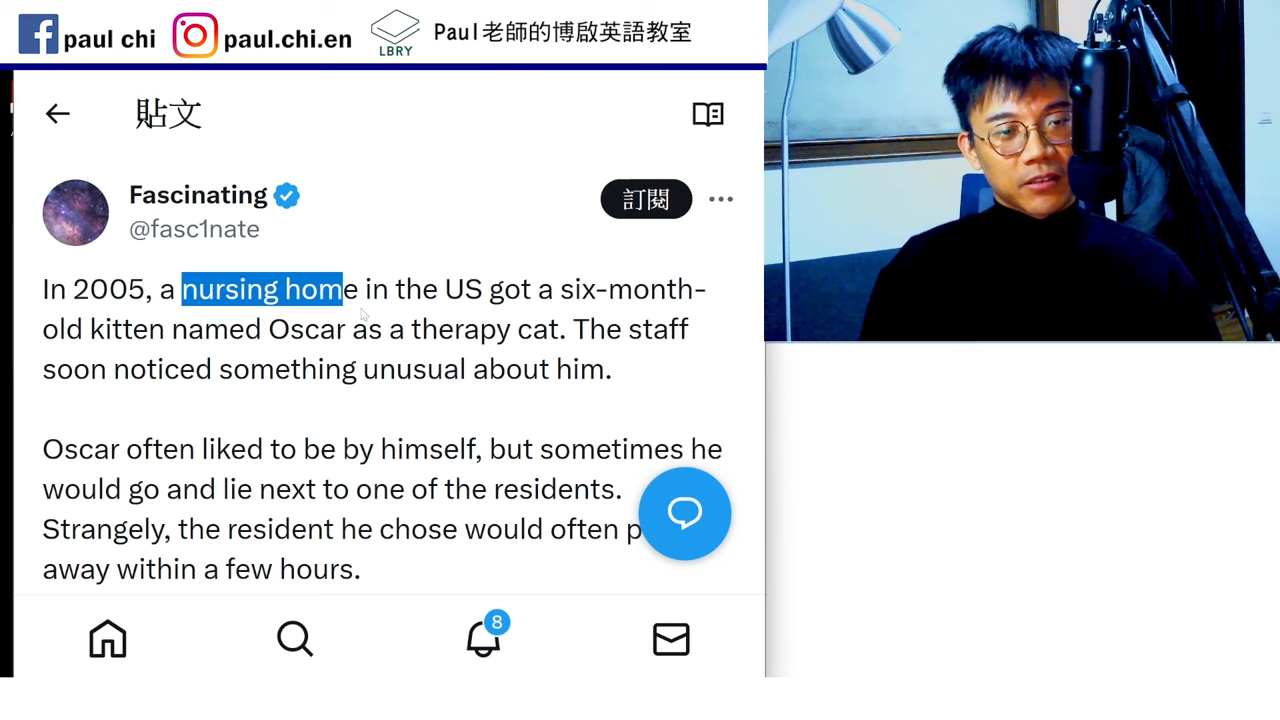 paul chi
paul.chi.en
LBRY
Paul老師的博啟英語教室
貼文
Fascinating
@fasc1nate
訂閱
In 2005, a nursing home in the US got a six-month-
old kitten named Oscar as a therapy cat. The staff
soon noticed something unusual about him.
Oscar often liked to be by himself, but sometimes he
would go and lie next to one of the residents.
Strangely, the resident he chose would often p
away within a few hours.
8